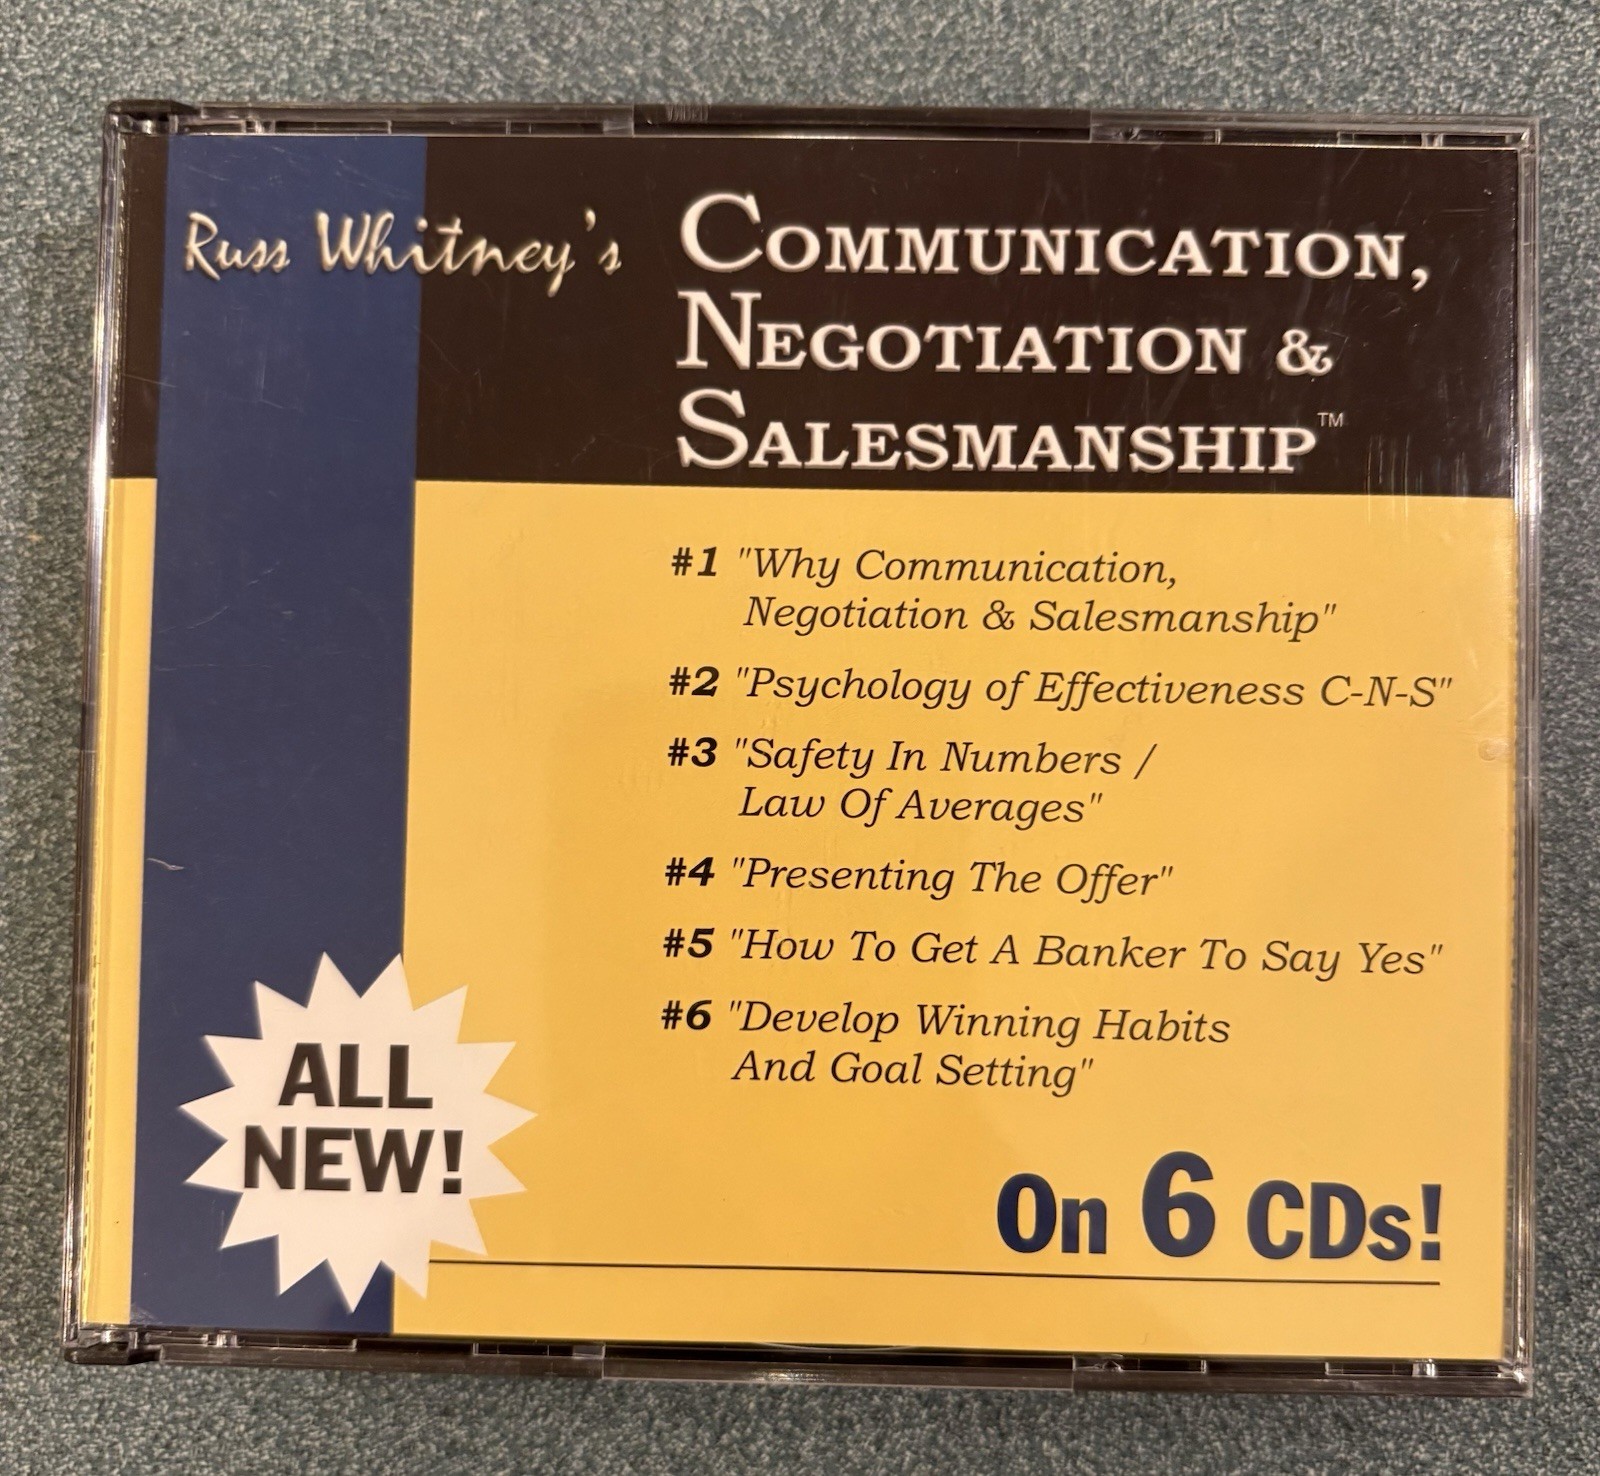 Russ Whitney's
COMMUNICATION,
NEGOTIATION &
SALESMANSHIP™
#1 "Why Communication,
Negotiation & Salesmanship"
#2 "Psychology of Effectiveness C-N-S"
#3 "Safety In Numbers /
Law Of Averages"
#4 "Presenting The Offer"
#5 "How To Get A Banker To Say Yes"
#6 "Develop Winning Habits
And Goal Setting"
ALL
NEW!
On 6 CDs!